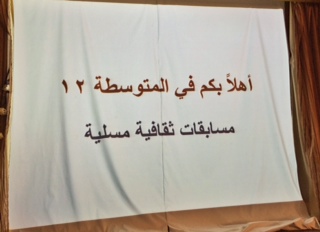 أهلاً بكم في المتوسطة ١٢
مسابقات ثقافية مسلية